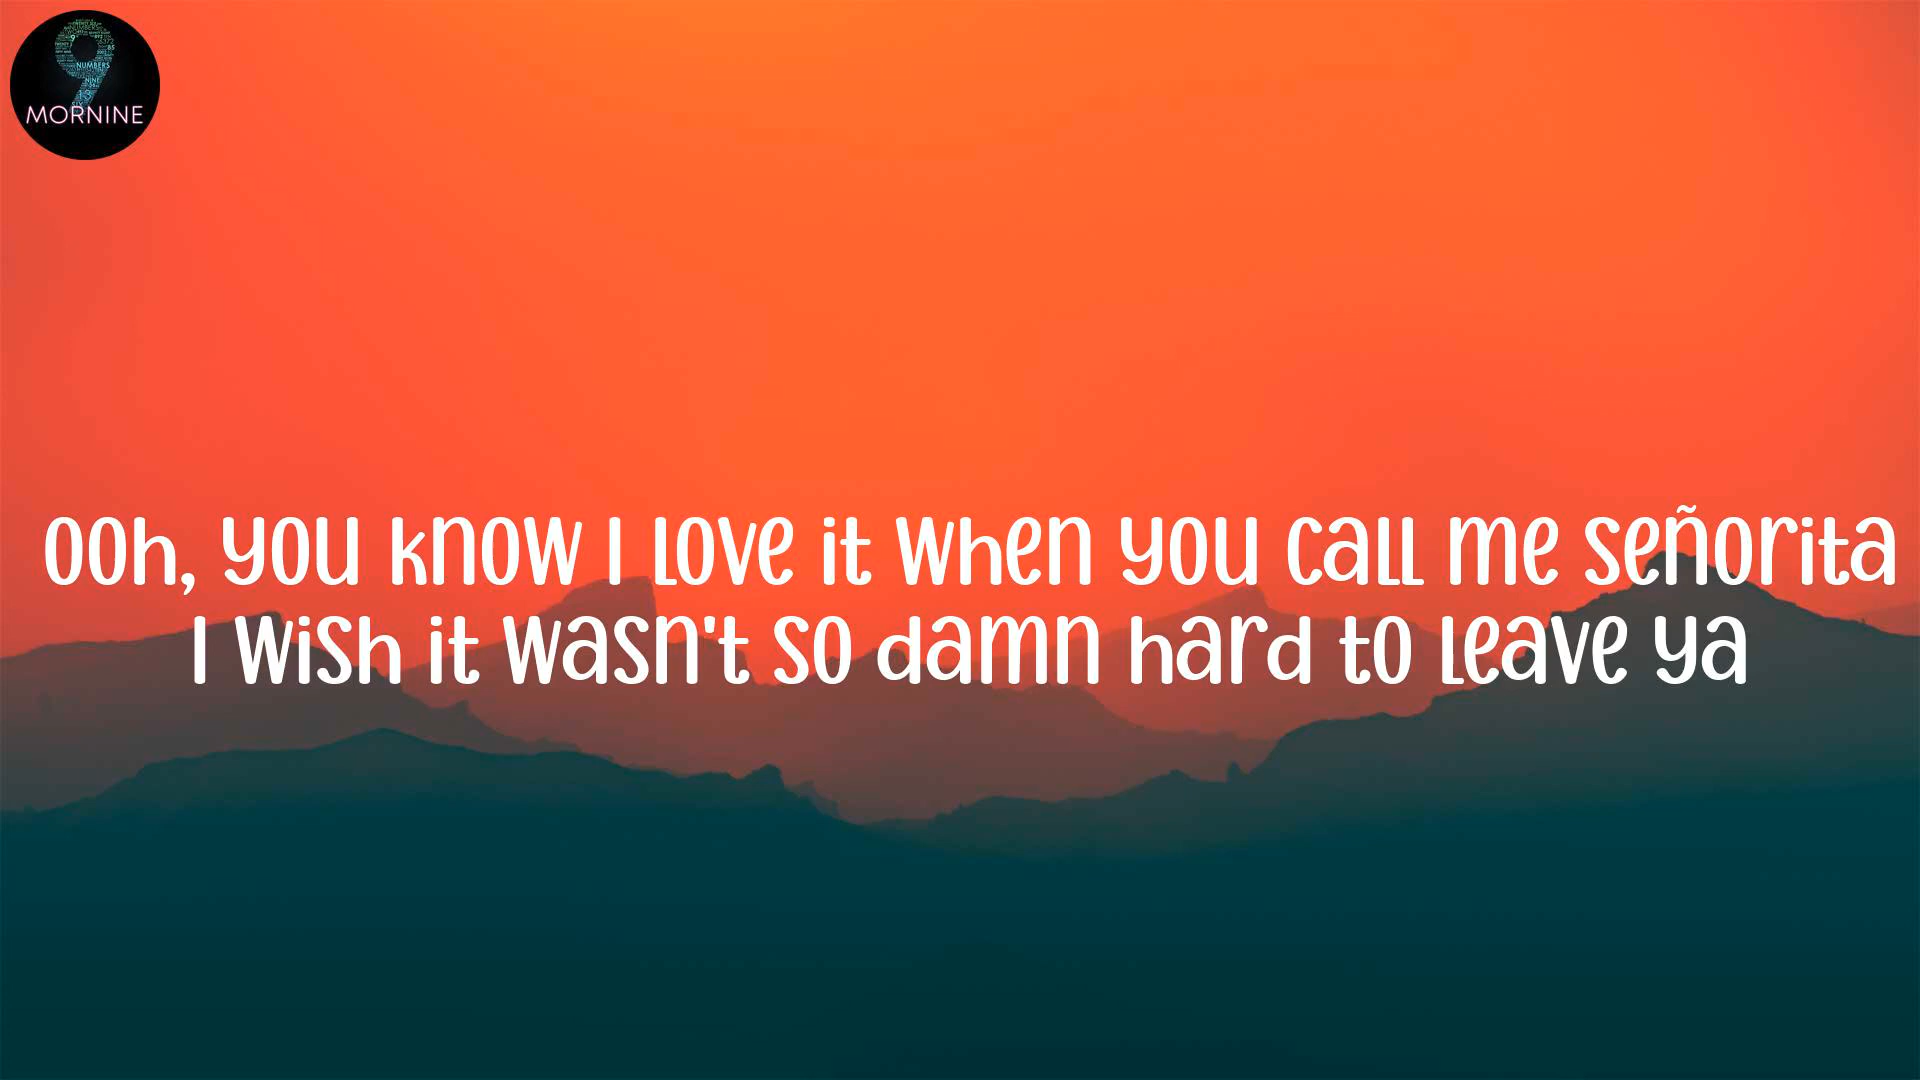 MORNINE
Ooh, you know I love it when you call me señorita
I wish it wasn't so damn hard to leave ya